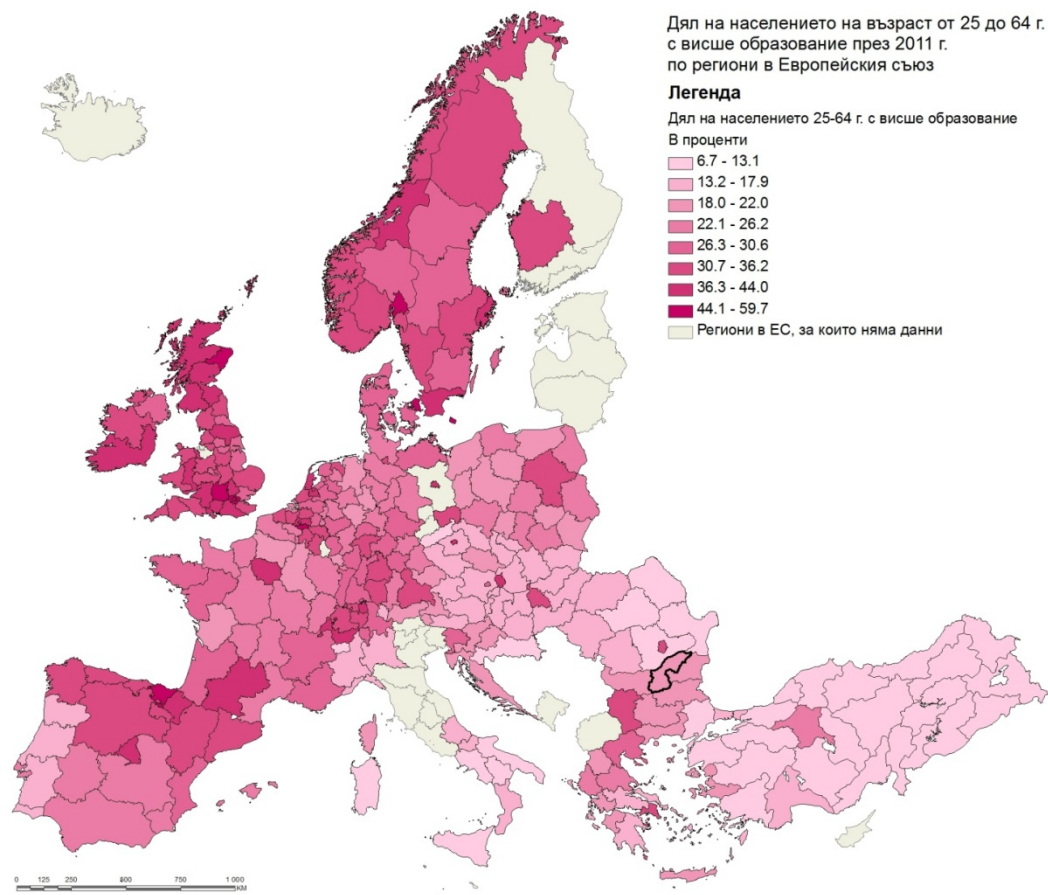 Дял на населението на възраст от 25 до 64 г.
с висше образование през 2011 г.
по региони в Европейския съюз
Легенда
Дял на населението 25-64 г. с висше образование
В проценти
6.7 - 13.1
13.2 - 17.9
18.0 - 22.0
22.1 - 26.2
26.3 - 30.6
30.7 - 36.2
36.3 - 44.0
44.1 - 59.7
Региони в ЕС, за които няма данни
0 125 250 500 750 1 000
КМ